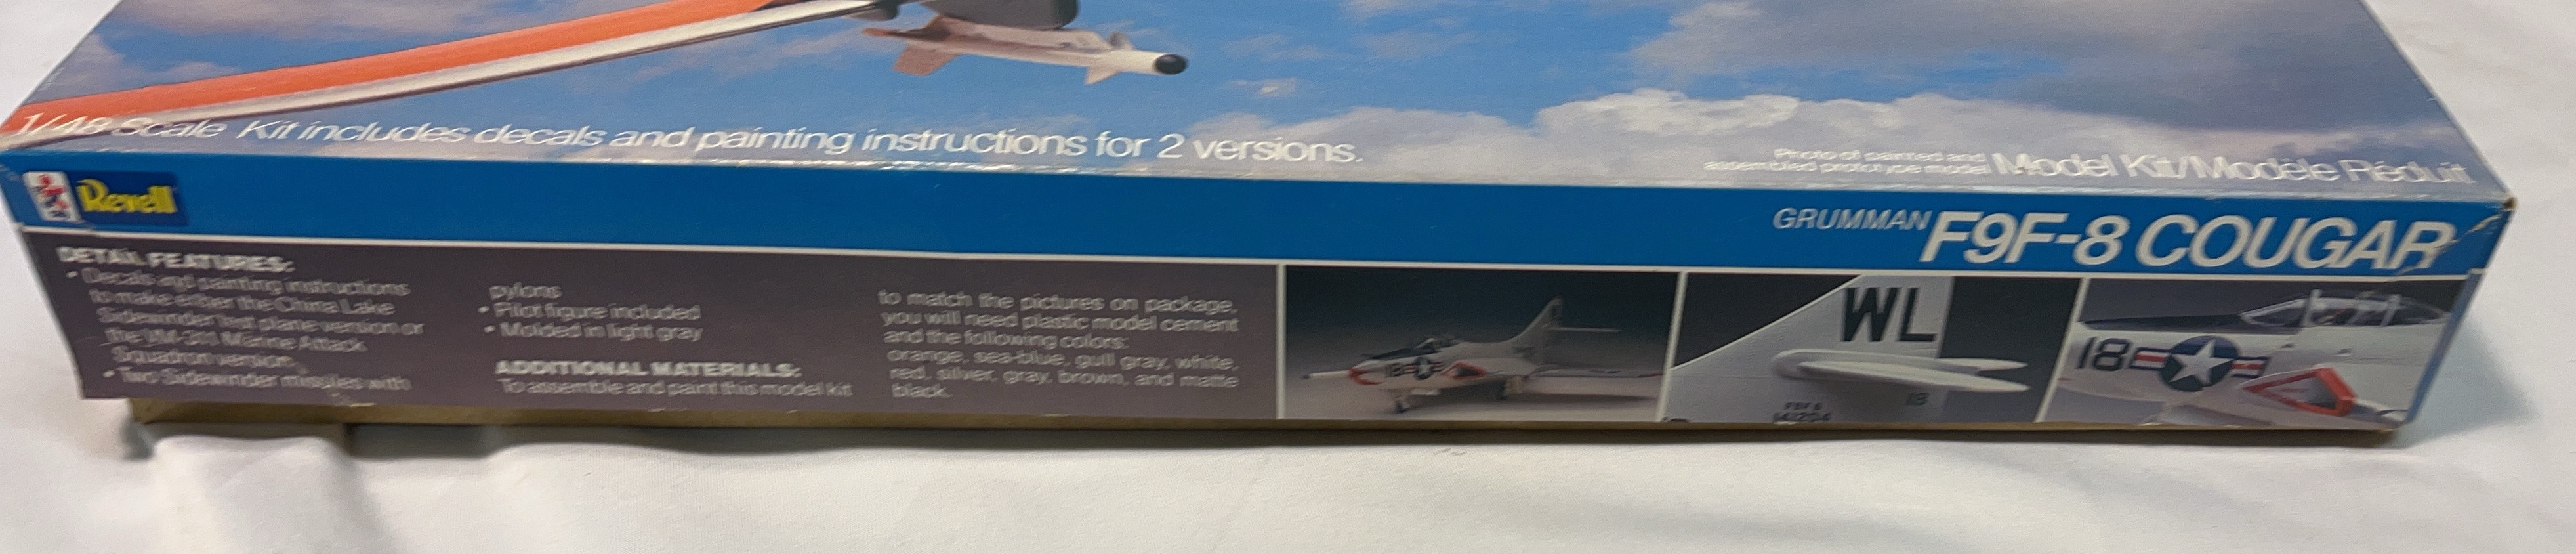 1/48 Scale Kit includes decals and painting instructions for 2 versions.
Photo of painted and
assembled prototype model
Model Kit/Modèle Réduit
Revell
GRUMMAN F9F-8 COUGAR
DETAIL FEATURES:
• Decals and painting instructions
to make either the China Lake
Sidewinder test plane version or
the Marine Attack
Squadron version.
• Two Sidewinder missiles with
pylons
• Pilot figure included
• Molded in light gray
ADDITIONAL MATERIALS:
To assemble and paint this model kit
to match the pictures on package,
you will need plastic model cement
and the following colors:
orange, sea-blue, gull gray, white,
red, silver, gray, brown, and matte
black.
18
WL
18
F9F-8
141204
18